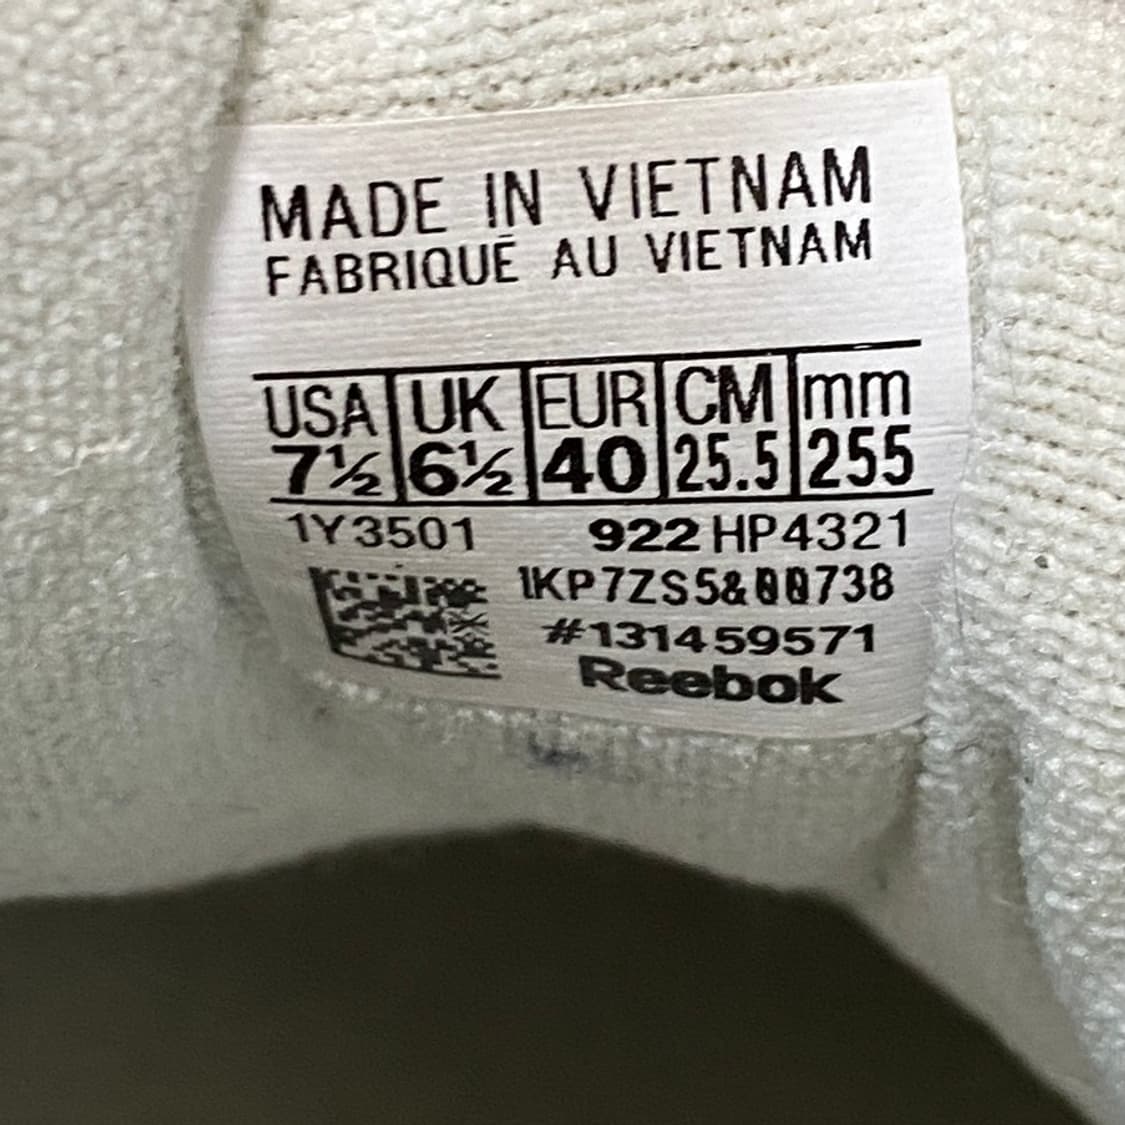 MADE IN VIETNAM
FABRIQUÉ AU VIETNAM
USA UK EUR CM mm
7½ 6½ 40 25.5 255
1Y3501 922 HP4321
1KP7ZS5&00738
#131459571
Reebok